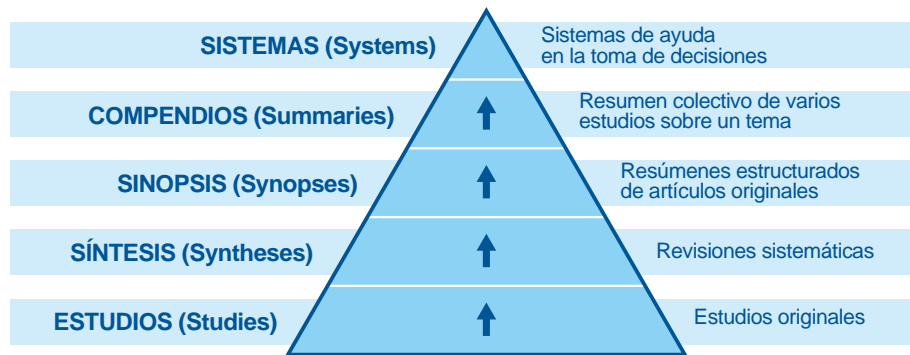 SISTEMAS (Systems)
Sistemas de ayuda
en la toma de decisiones
COMPENDIOS (Summaries)
Resumen colectivo de varios
estudios sobre un tema
SINOPSIS (Synopses)
Resúmenes estructurados
de artículos originales
SÍNTESIS (Syntheses)
Revisiones sistemáticas
ESTUDIOS (Studies)
Estudios originales